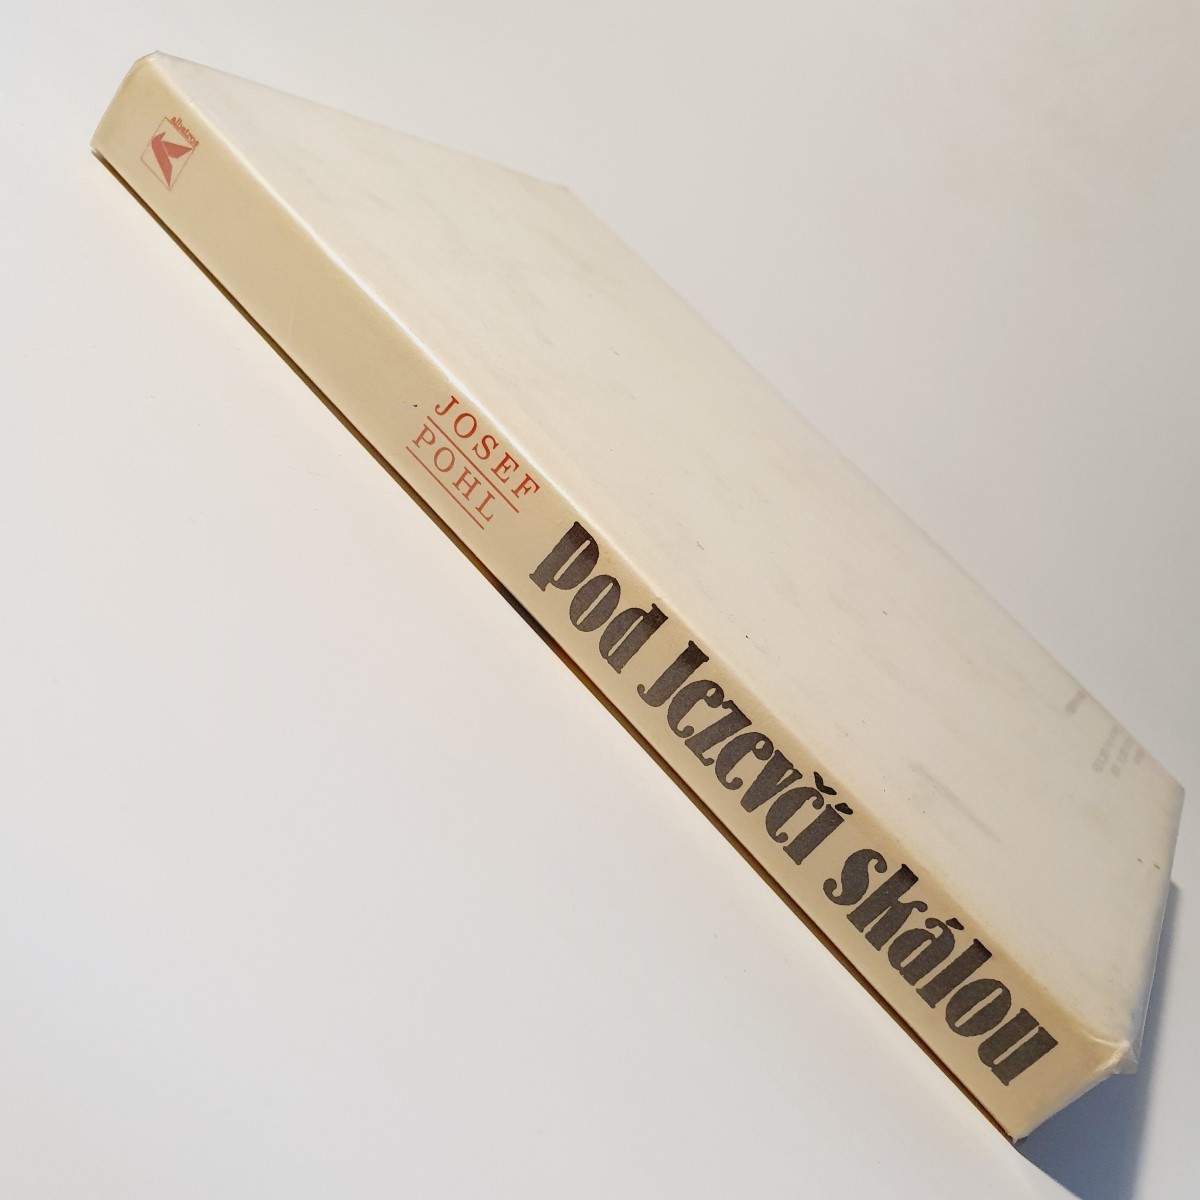 albatros
JOSEF
POHL
pod Jezevčí skálou